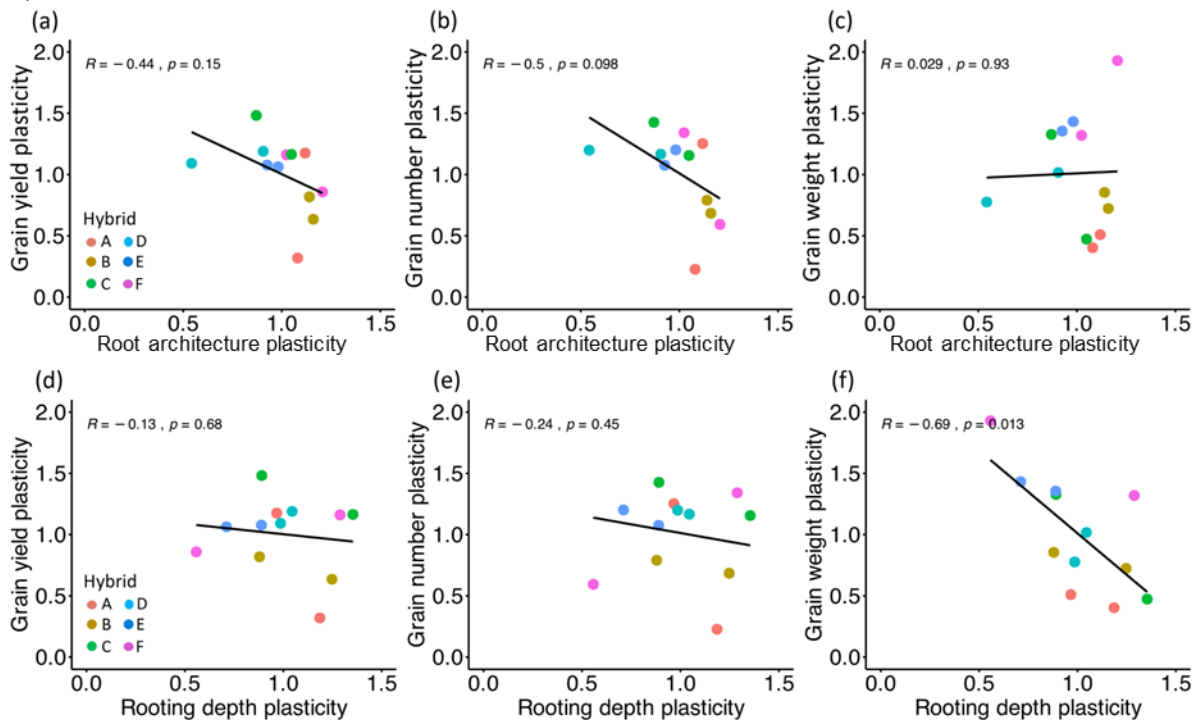 (a)
2.0
1.5
1.0
0.5
0.0
Grain yield plasticity
R = −0.44 , p = 0.15
Hybrid
A D
B E
C F
0.0 0.5 1.0 1.5
Root architecture plasticity
(b)
2.0
1.5
1.0
0.5
0.0
Grain number plasticity
R = −0.5 , p = 0.098
0.0 0.5 1.0 1.5
Root architecture plasticity
(c)
2.0
1.5
1.0
0.5
0.0
Grain weight plasticity
R = 0.029 , p = 0.93
0.0 0.5 1.0 1.5
Root architecture plasticity
(d)
2.0
1.5
1.0
0.5
0.0
Grain yield plasticity
R = −0.13 , p = 0.68
Hybrid
A D
B E
C F
0.0 0.5 1.0 1.5
Rooting depth plasticity
(e)
2.0
1.5
1.0
0.5
0.0
Grain number plasticity
R = −0.24 , p = 0.45
0.0 0.5 1.0 1.5
Rooting depth plasticity
(f)
2.0
1.5
1.0
0.5
0.0
Grain weight plasticity
R = −0.69 , p = 0.013
0.0 0.5 1.0 1.5
Rooting depth plasticity